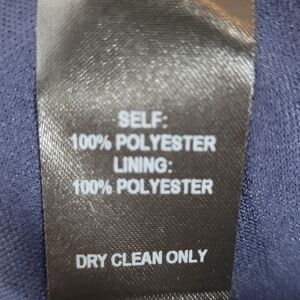 SELF:
100% POLYESTER
LINING:
100% POLYESTER
DRY CLEAN ONLY